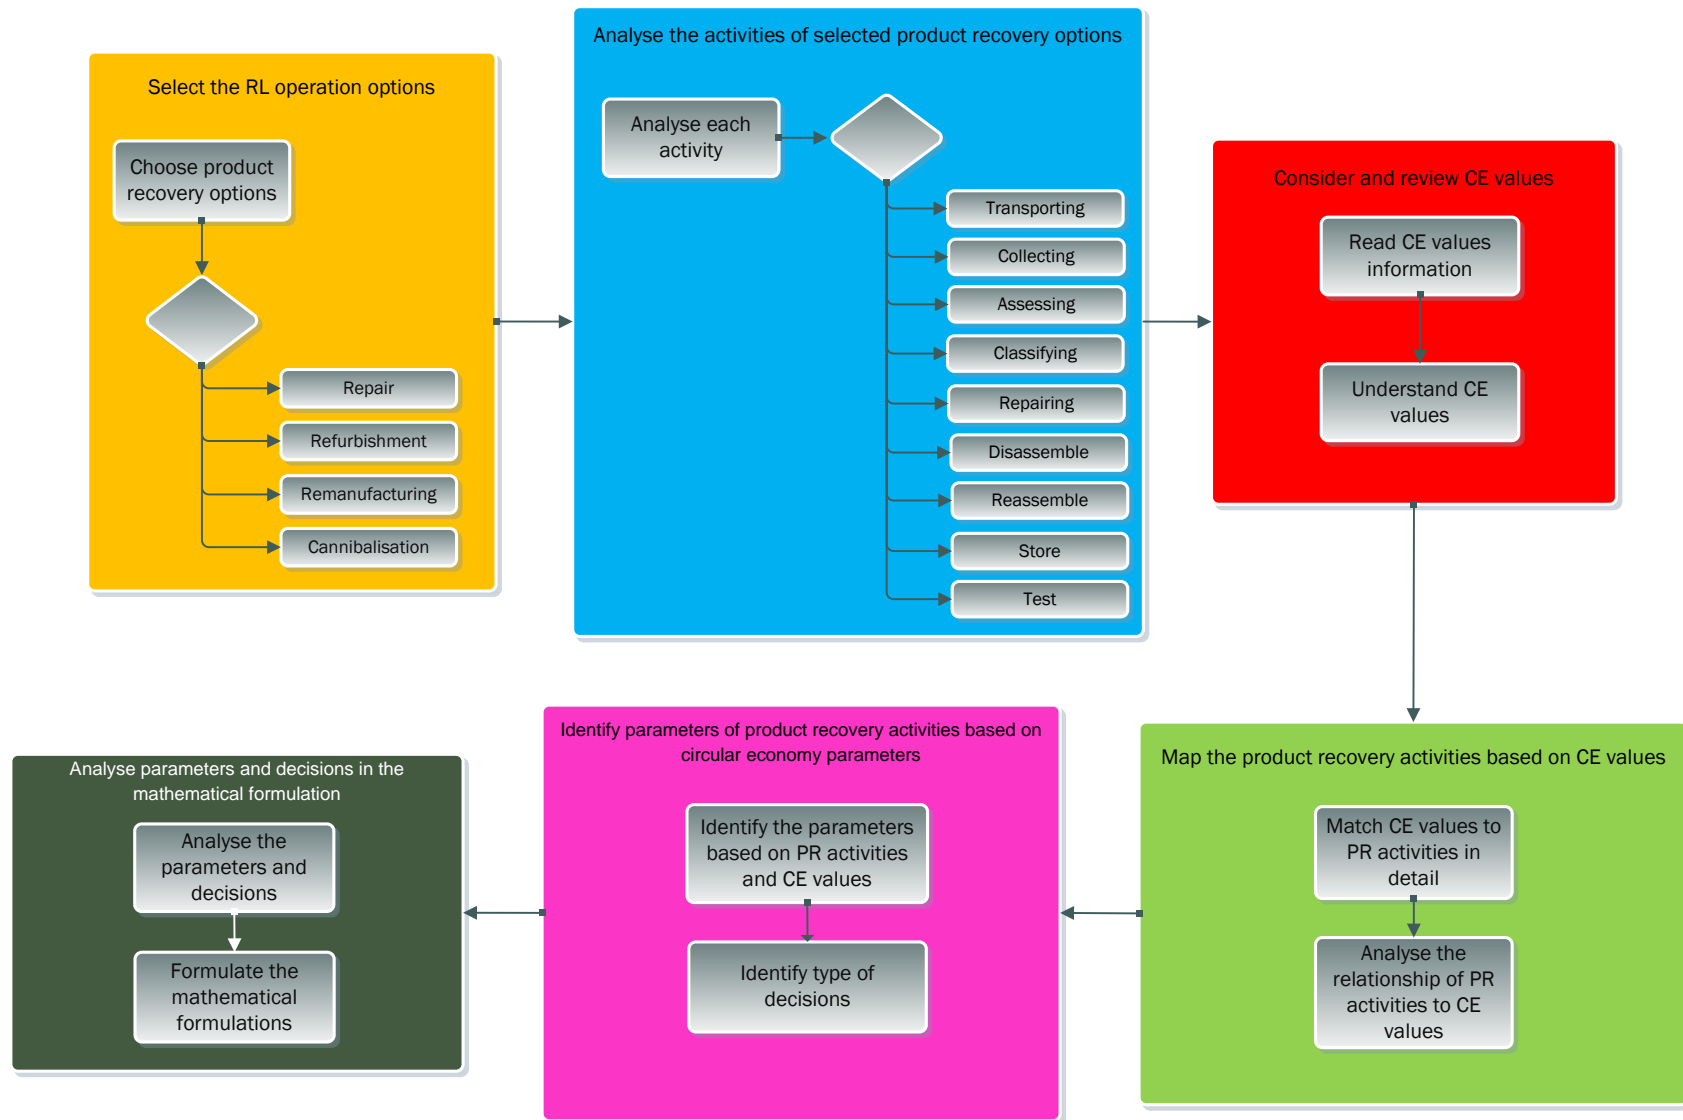 Select the RL operation options
Choose product
recovery options
Repair
Refurbishment
Remanufacturing
Cannibalisation
Analyse the activities of selected product recovery options
Analyse each
activity
Transporting
Collecting
Assessing
Classifying
Repairing
Disassemble
Reassemble
Store
Test
Consider and review CE values
Read CE values
information
Understand CE
values
Map the product recovery activities based on CE values
Match CE values to
PR activities in
detail
Analyse the
relationship of PR
activities to CE
values
Identify parameters of product recovery activities based on
circular economy parameters
Identify the parameters
based on PR activities
and CE values
Identify type of
decisions
Analyse parameters and decisions in the
mathematical formulation
Analyse the
parameters and
decisions
Formulate the
mathematical
formulations